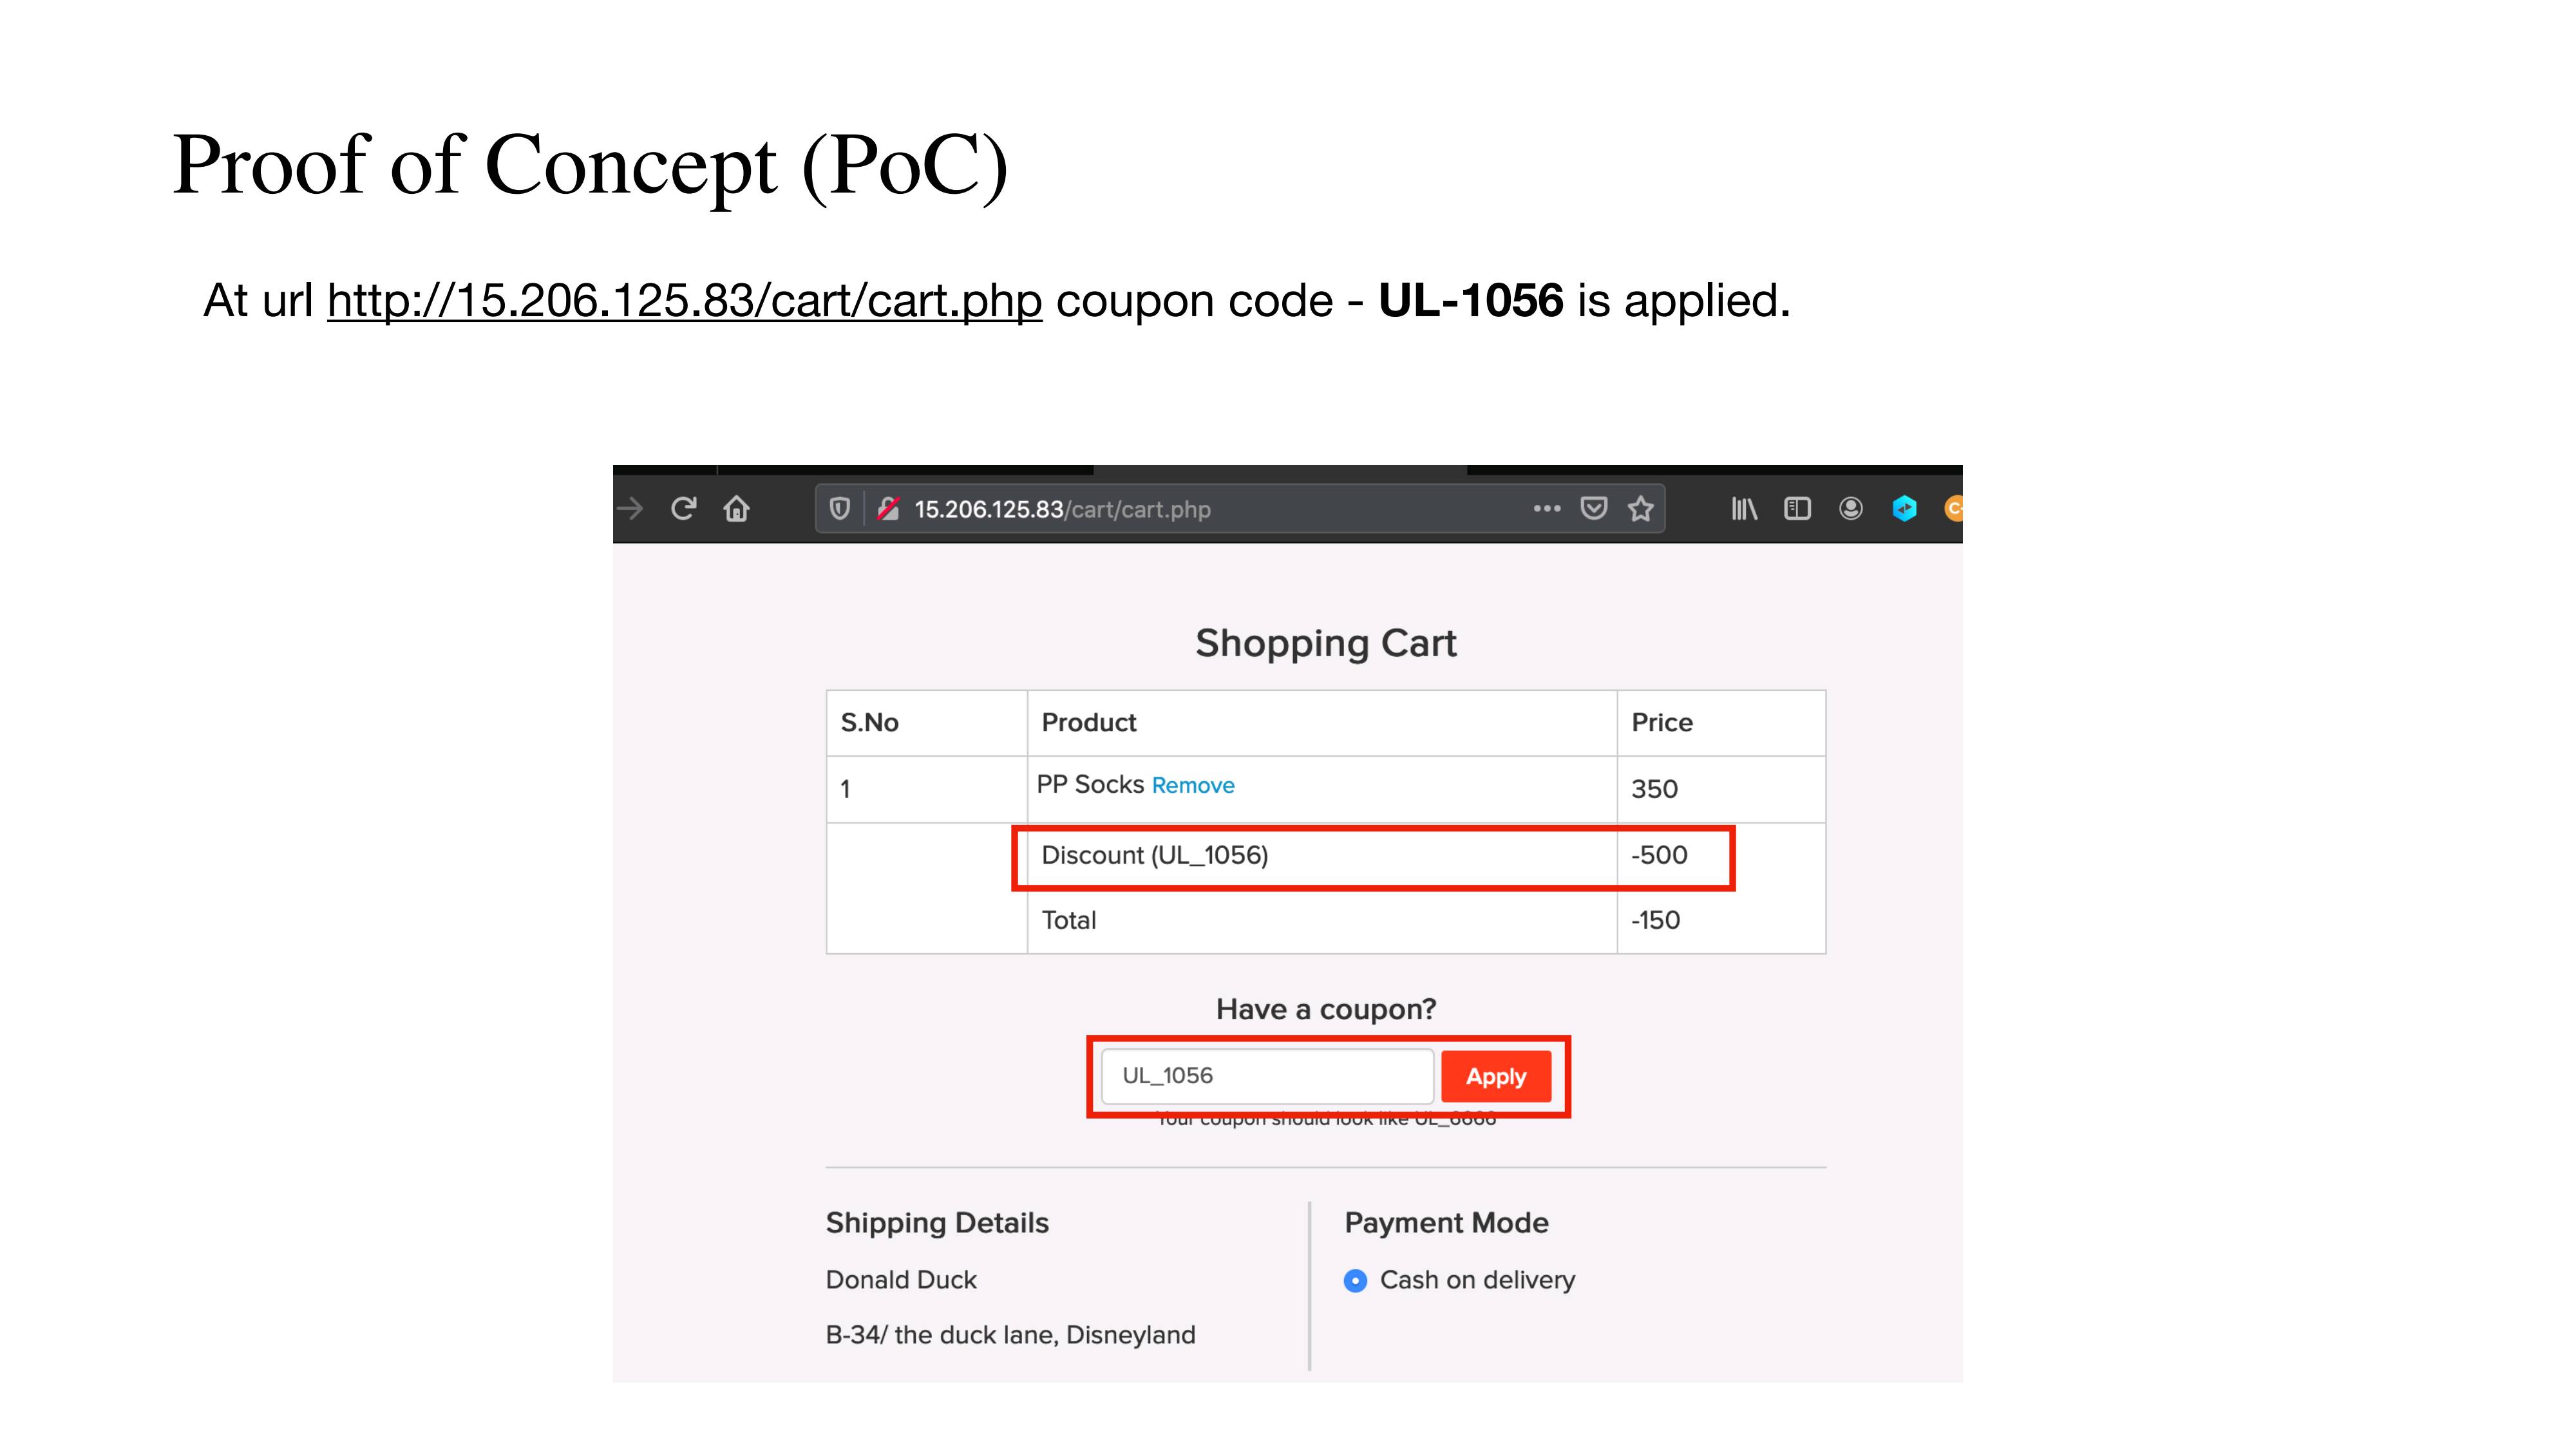 Proof of Concept (PoC)
At url http://15.206.125.83/cart/cart.php coupon code - UL-1056 is applied.
15.206.125.83/cart/cart.php
Shopping Cart
S.No Product Price
1 PP Socks Remove 350
Discount (UL_1056) -500
Total -150
Have a coupon?
UL_1056 Apply
Your coupon should look like UL_6666
Shipping Details Payment Mode
Donald Duck Cash on delivery
B-34/ the duck lane, Disneyland